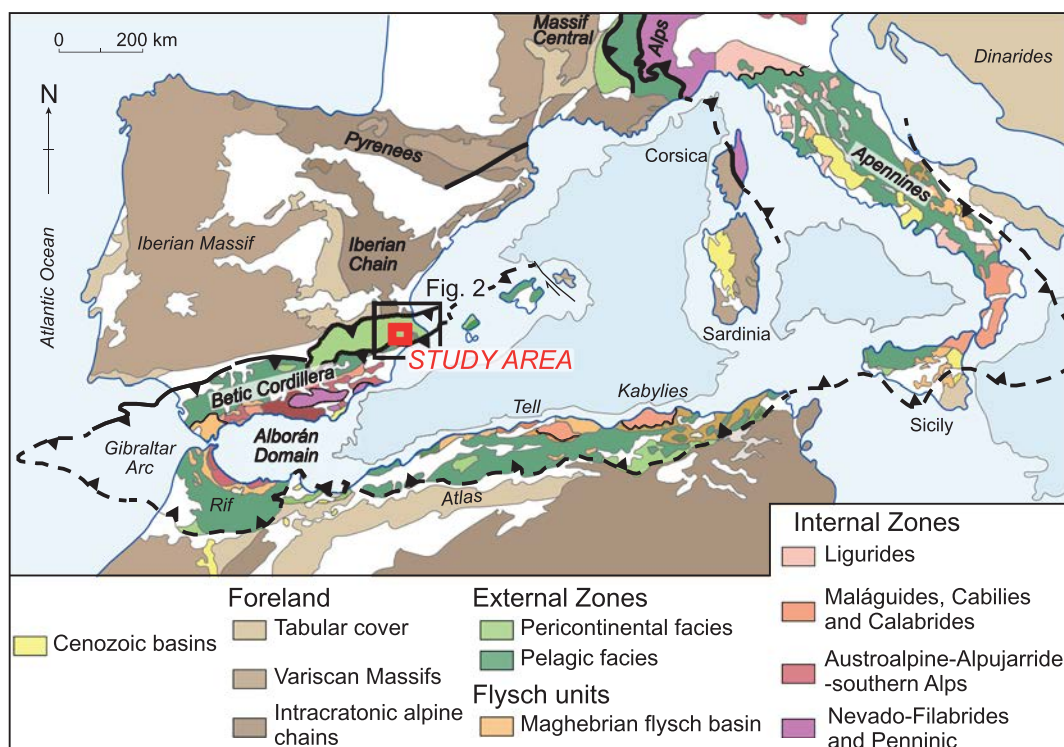 0 200 km
N
Atlantic Ocean
Massif
Central
Alps
Dinarides
Pyrenees
Corsica
Apennines
Iberian Massif
Iberian
Chain
Fig. 2
Sardinia
STUDY AREA
Betic Cordillera
Kabylies
Tell
Sicily
Gibraltar
Arc
Alborán
Domain
Rif
Atlas
Cenozoic basins
Foreland
Tabular cover
Variscan Massifs
Intracratonic alpine
chains
External Zones
Pericontinental facies
Pelagic facies
Flysch units
Maghebrian flysch basin
Internal Zones
Ligurides
Maláguides, Cabilies
and Calabrides
Austroalpine-Alpujarride
-southern Alps
Nevado-Filabrides
and Penninic